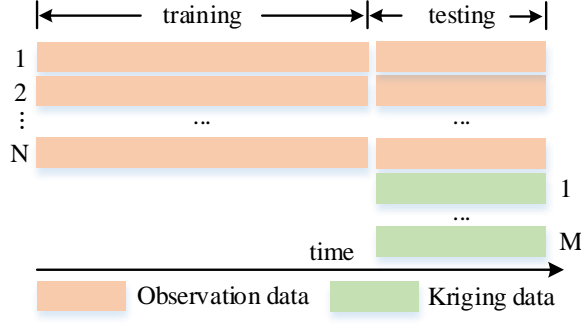 training testing
1
2
... ...
⋮
N
1
...
M
time
Observation data Kriging data